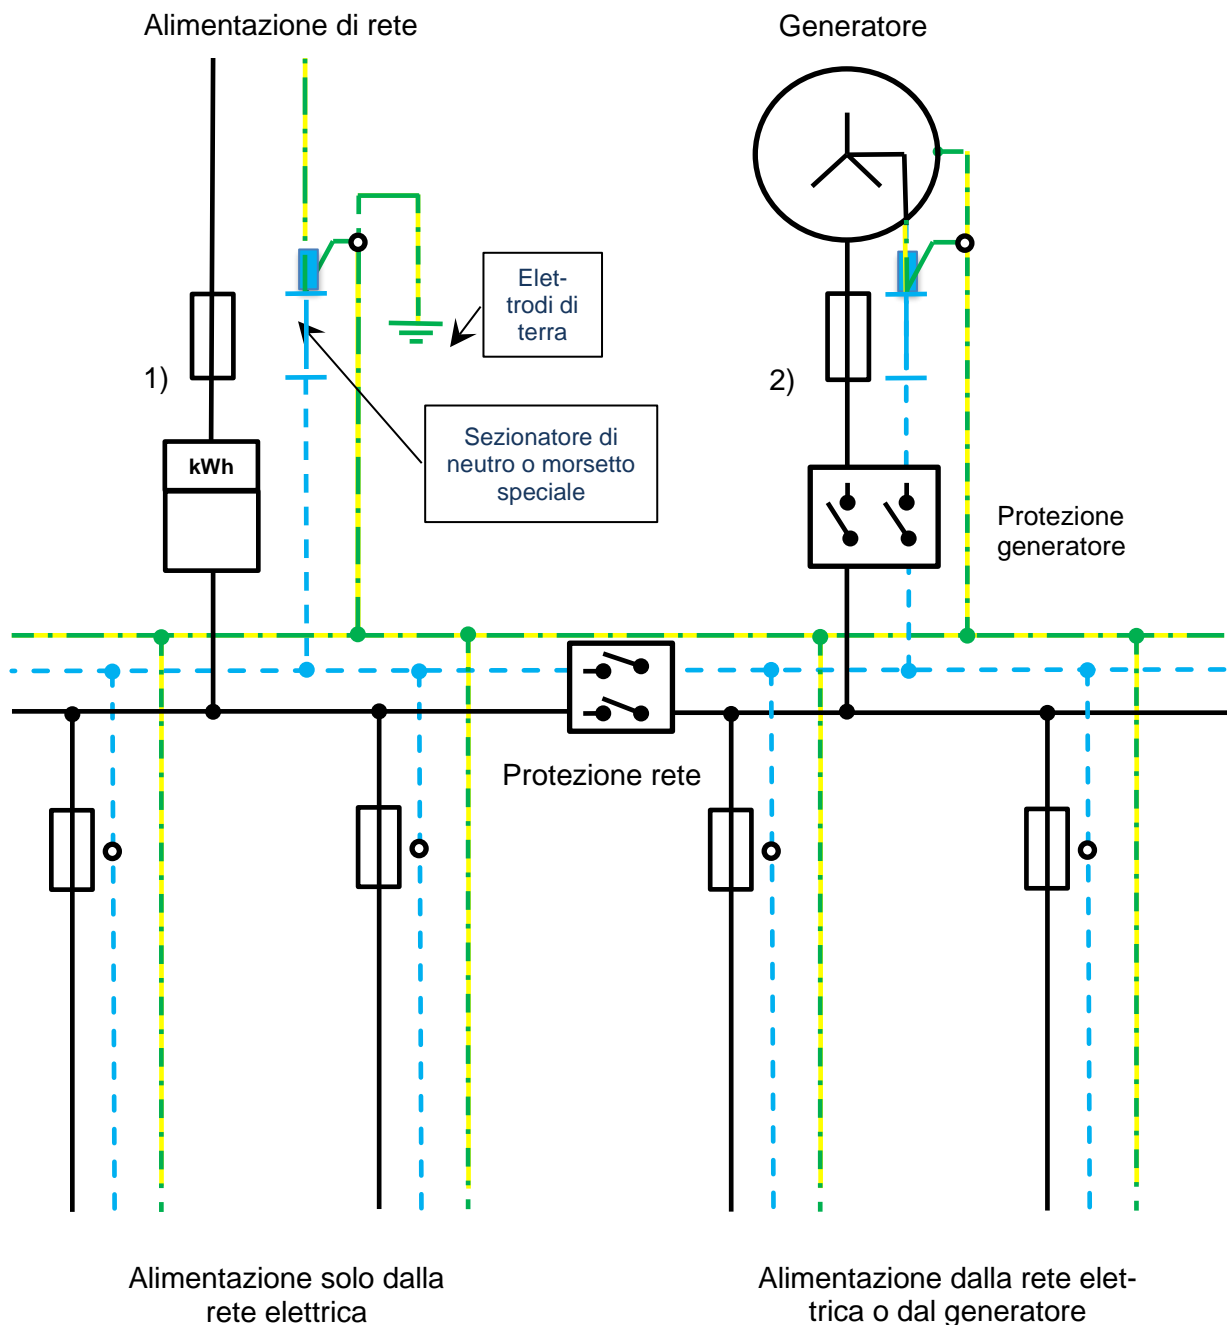 Alimentazione di rete
Generatore
Elet-
trodi di
terra
1)
2)
Sezionatore di
neutro o morsetto
speciale
kWh
Protezione
generatore
Protezione rete
Alimentazione solo dalla
rete elettrica
Alimentazione dalla rete elet-
trica o dal generatore